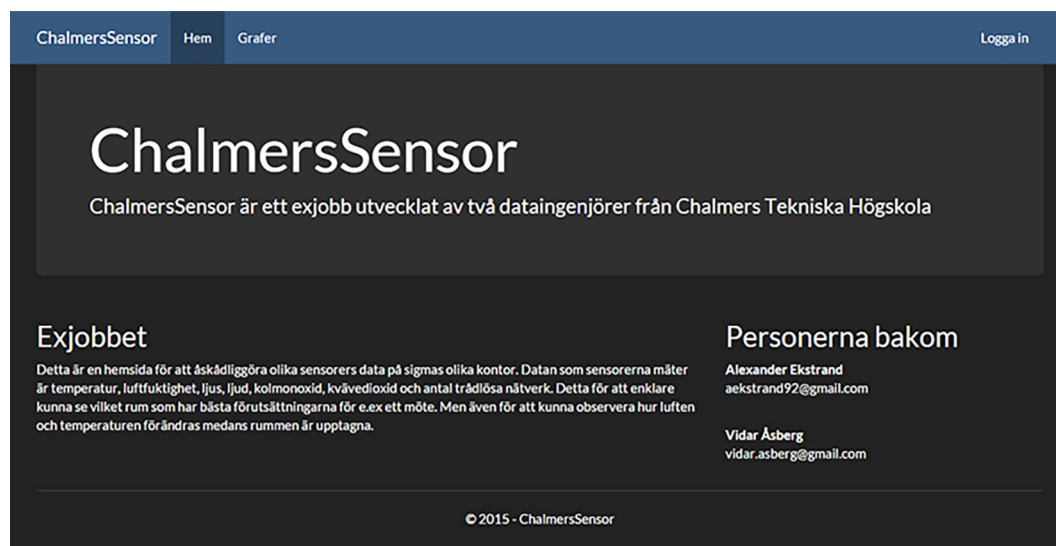 ChalmersSensor Hem Grafer Logga in
ChalmersSensor
ChalmersSensor är ett exjobb utvecklat av två dataingenjörer från Chalmers Tekniska Högskola
Exjobbet
Detta är en hemsida för att åskådliggöra olika sensorers data på sigmas olika kontor. Datan som sensorerna mäter
är temperatur, luftfuktighet, ljus, ljud, kolmonoxid, kvävedioxid och antal trådlösa nätverk. Detta för att enklare
kunna se vilket rum som har bästa förutsättningarna för e.ex ett möte. Men även för att kunna observera hur luften
och temperaturen förändras medans rummen är upptagna.
Personerna bakom
Alexander Ekstrand
aekstrand92@gmail.com
Vidar Åsberg
vidar.asberg@gmail.com
© 2015 - ChalmersSensor